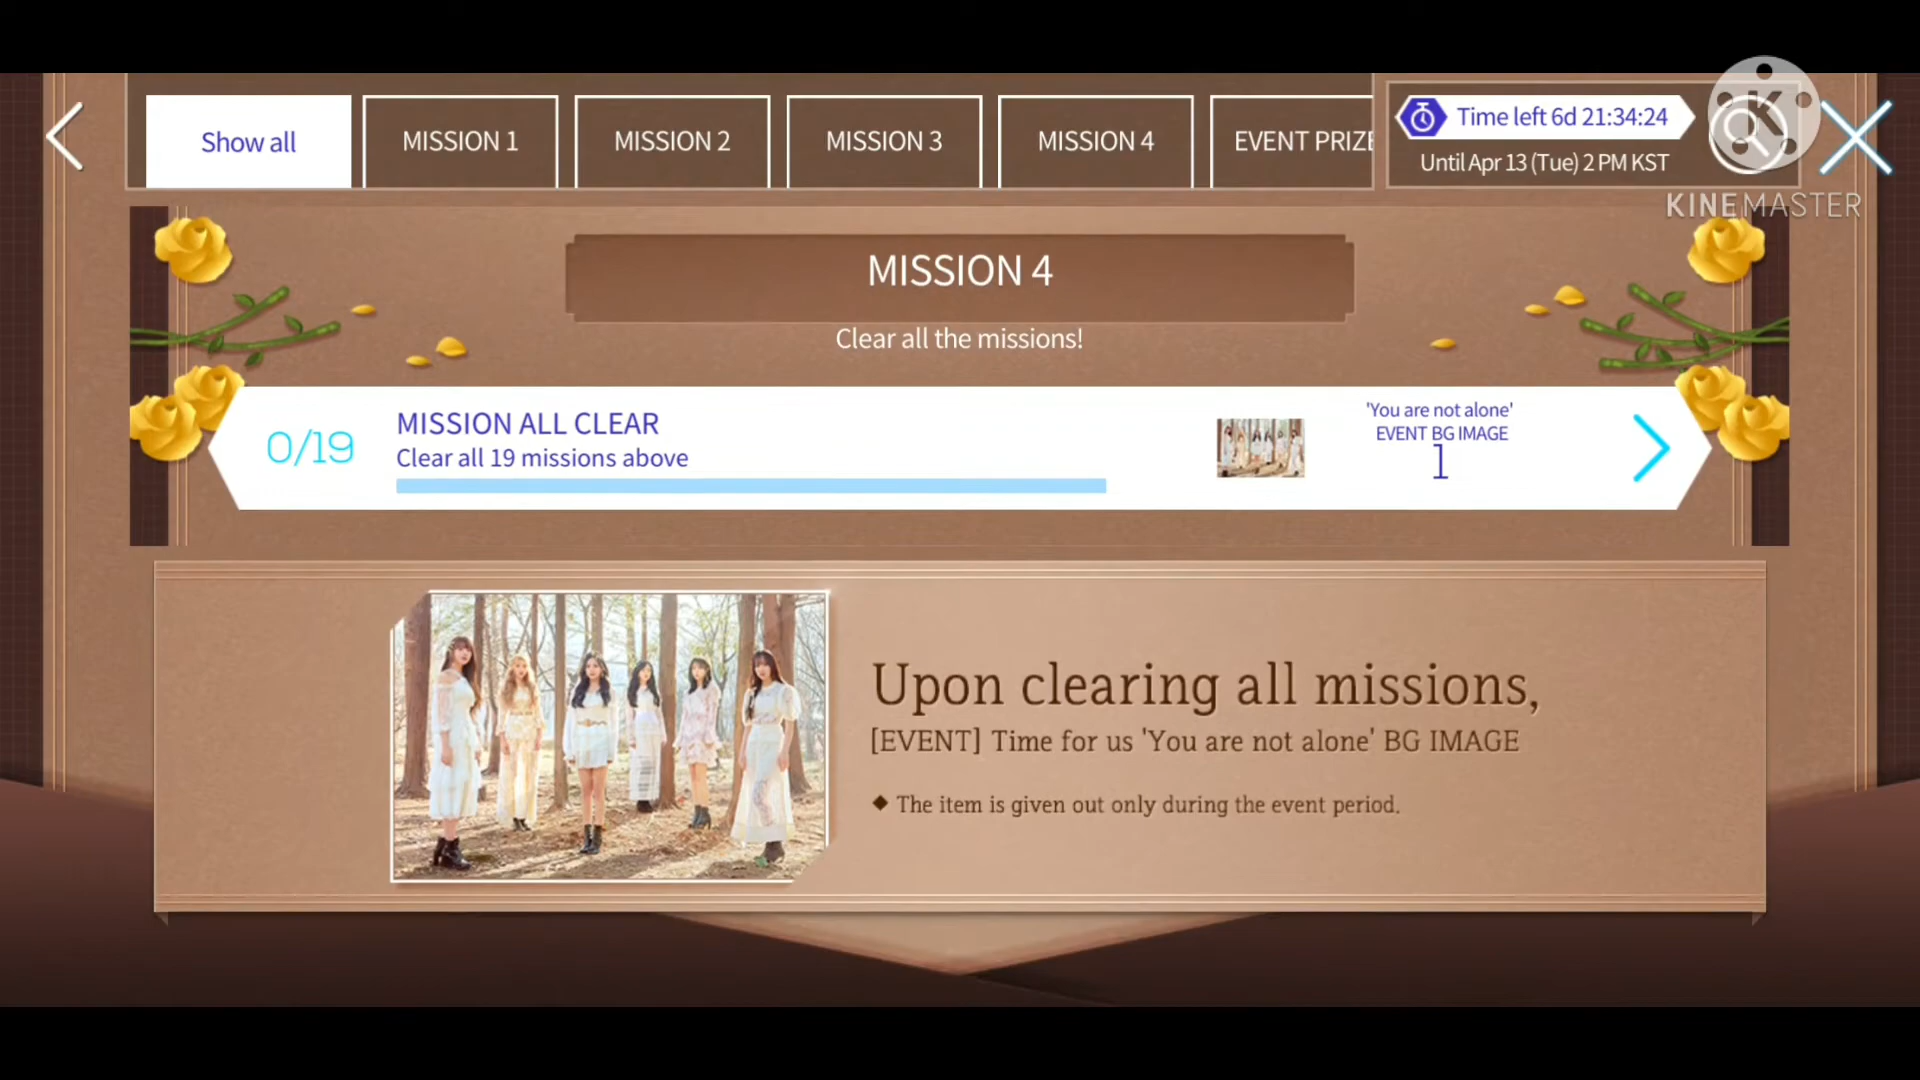 Show all
MISSION 1
MISSION 2
MISSION 3
MISSION 4
EVENT PRIZE
Time left 6d 21:34:24
Until Apr 13 (Tue) 2 PM KST
K
KINEMASTER
MISSION 4
Clear all the missions!
0/19
MISSION ALL CLEAR
Clear all 19 missions above
'You are not alone'
EVENT BG IMAGE
1
Upon clearing all missions,
[EVENT] Time for us 'You are not alone' BG IMAGE
◆ The item is given out only during the event period.